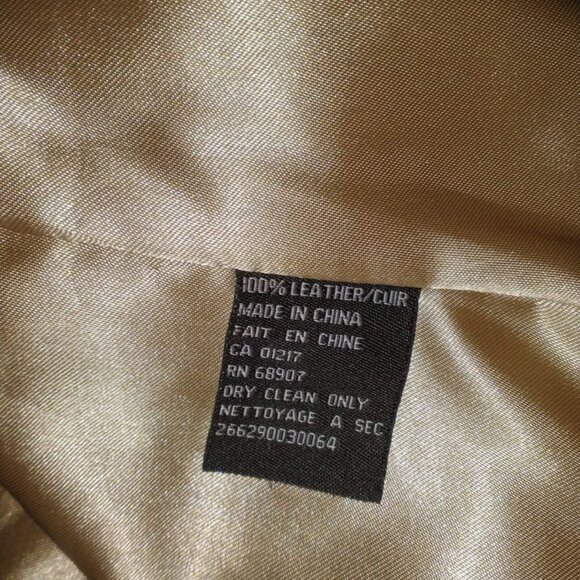 100% LEATHER/CUIR
MADE IN CHINA
FAIT EN CHINE
CA 01217
RN 68907
DRY CLEAN ONLY
NETTOYAGE A SEC
266290030064